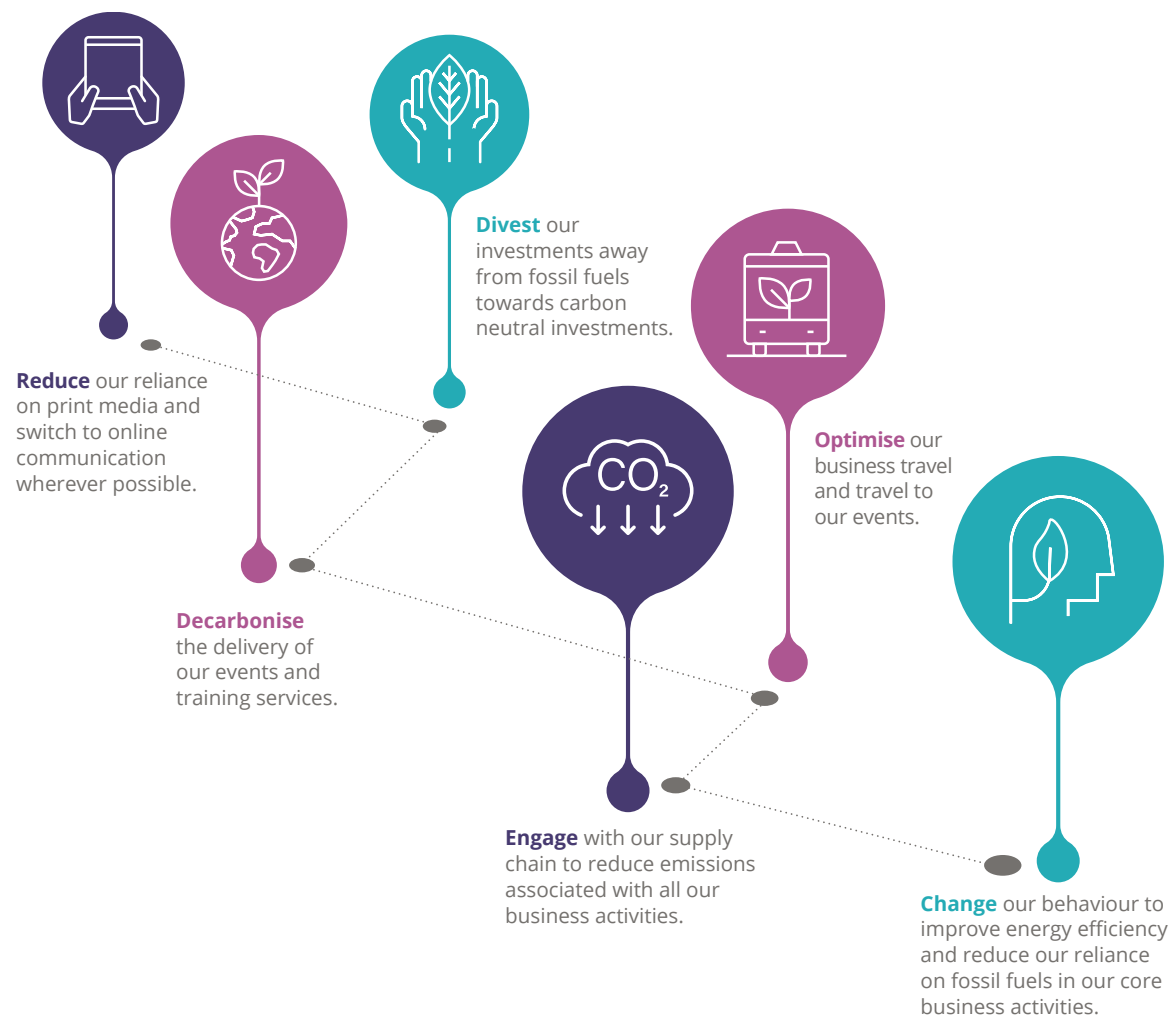 Reduce our reliance
on print media and
switch to online
communication
wherever possible.
Divest our
investments away
from fossil fuels
towards carbon
neutral investments.
Decarbonise
the delivery of
our events and
training services.
Optimise our
business travel
and travel to
our events.
CO₂
Engage with our supply
chain to reduce emissions
associated with all our
business activities.
Change our behaviour to
improve energy efficiency
and reduce our reliance
on fossil fuels in our core
business activities.